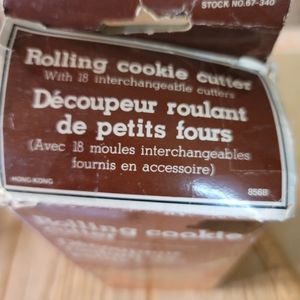 STOCK NO.67-340
Rolling cookie cutter
With 18 interchangeable cutters
Découpeur roulant
de petits fours
(Avec 18 moules interchangeables
fournis en accessoire)
HONG KONG 856B
Rolling cookie